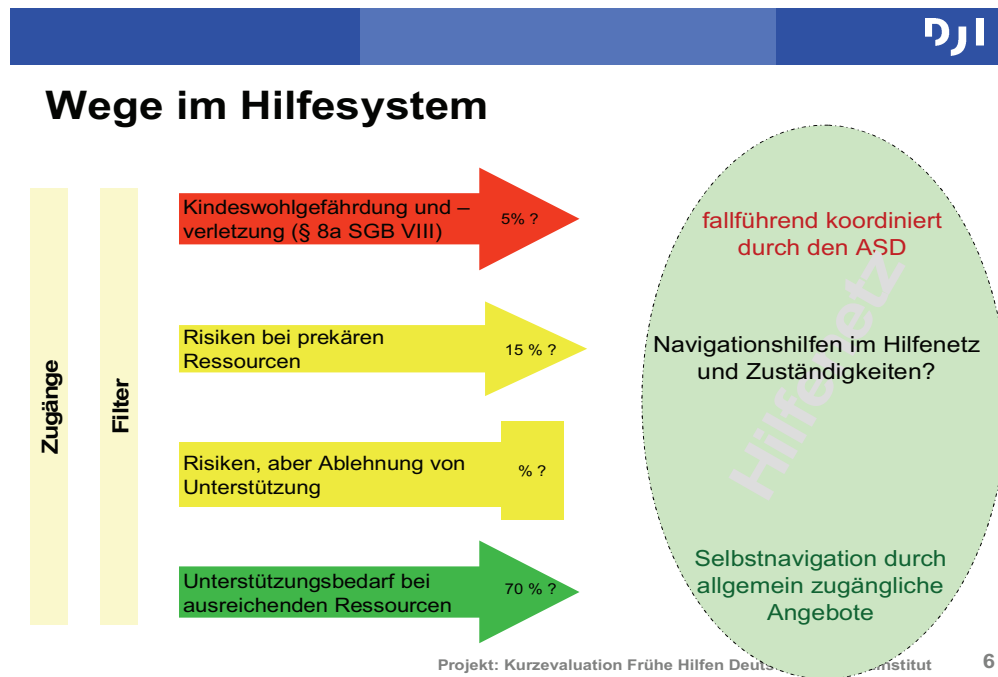 DJI
Wege im Hilfesystem
Zugänge
Filter
Kindeswohlgefährdung und –
verletzung (§ 8a SGB VIII)
5% ?
Risiken bei prekären
Ressourcen
15 % ?
Risiken, aber Ablehnung von
Unterstützung
% ?
Unterstützungsbedarf bei
ausreichenden Ressourcen
70 % ?
Hilfenetz
fallführend koordiniert
durch den ASD
Navigationshilfen im Hilfenetz
und Zuständigkeiten?
Selbstnavigation durch
allgemein zugängliche
Angebote
Projekt: Kurzevaluation Frühe Hilfen
6